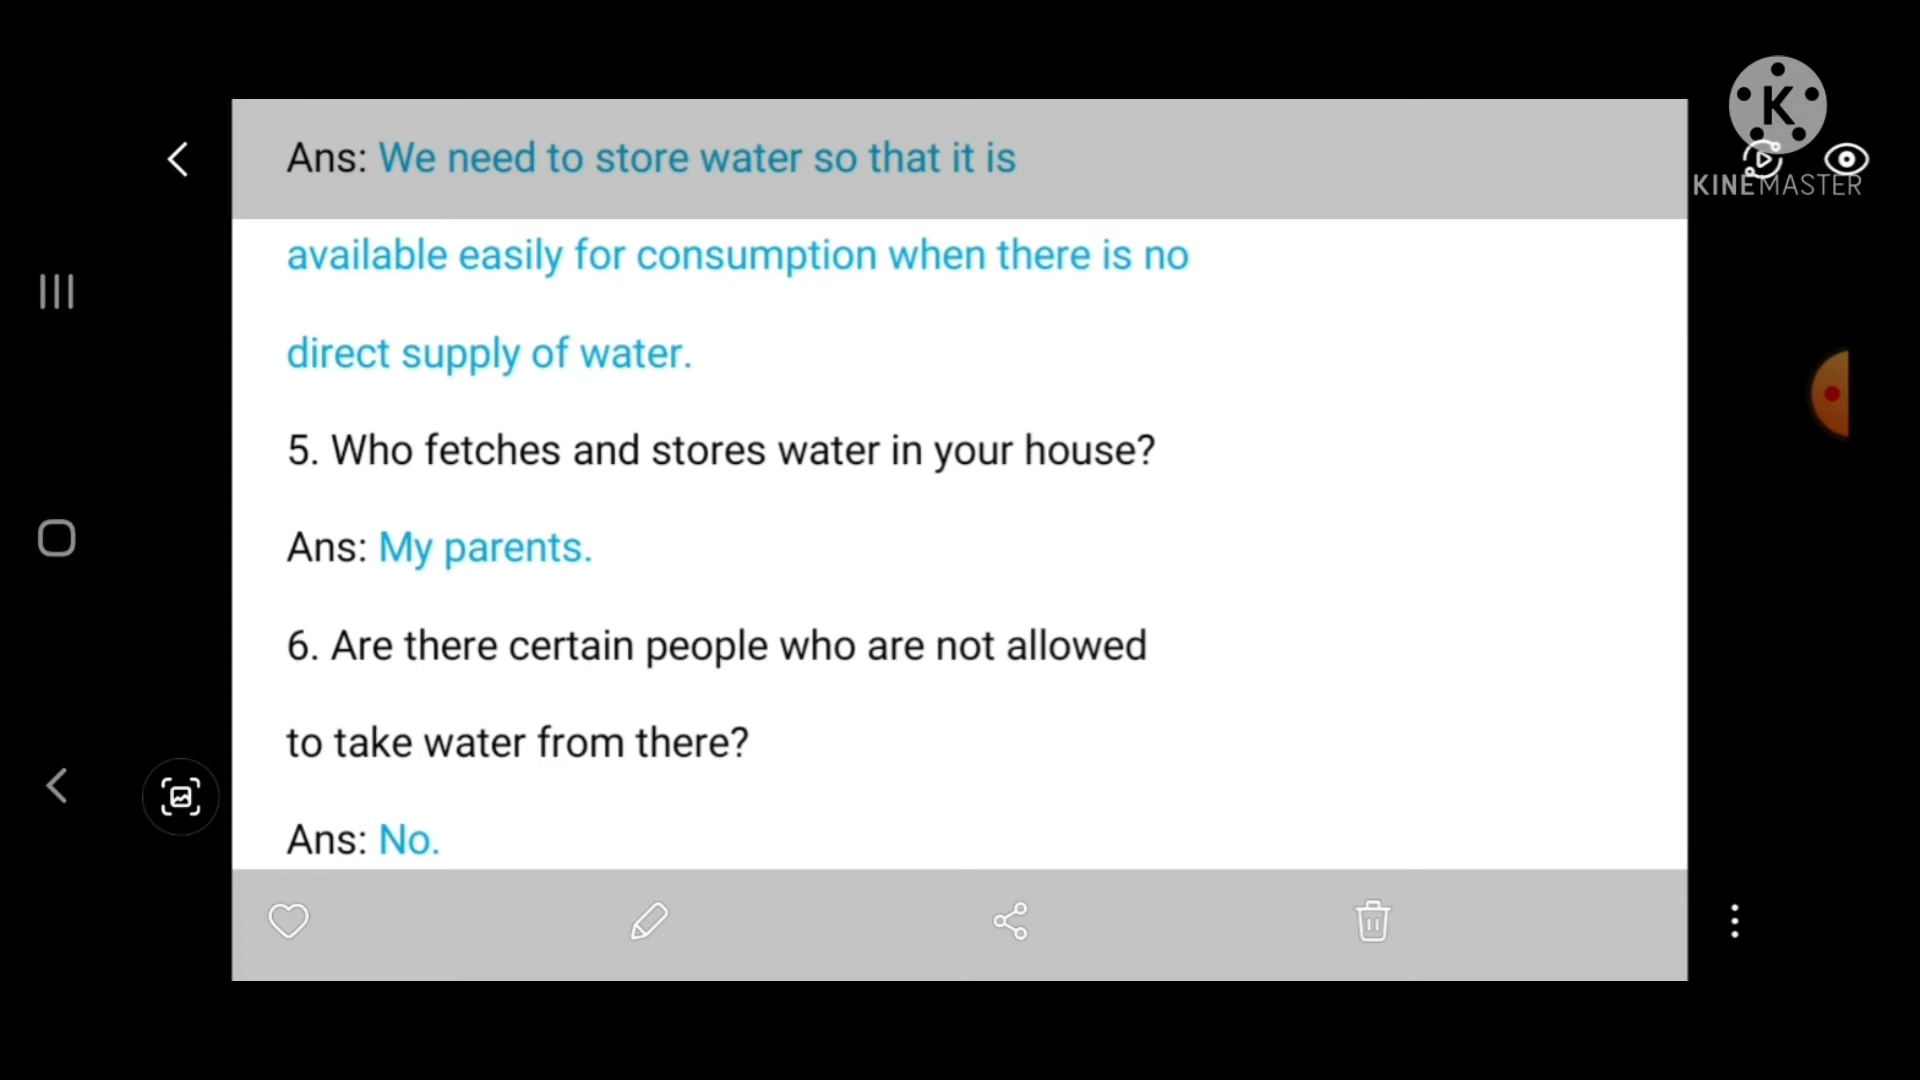 Ans: We need to store water so that it is
available easily for consumption when there is no
direct supply of water.
5. Who fetches and stores water in your house?
Ans: My parents.
6. Are there certain people who are not allowed
to take water from there?
Ans: No.
K
KINEMASTER